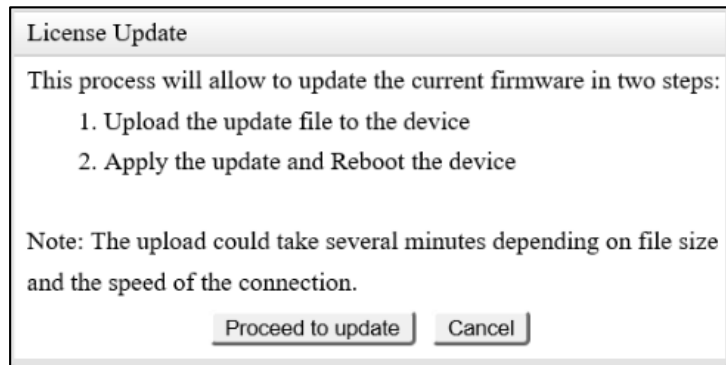 License Update
This process will allow to update the current firmware in two steps:
1. Upload the update file to the device
2. Apply the update and Reboot the device
Note: The upload could take several minutes depending on file size
and the speed of the connection.
Proceed to update Cancel